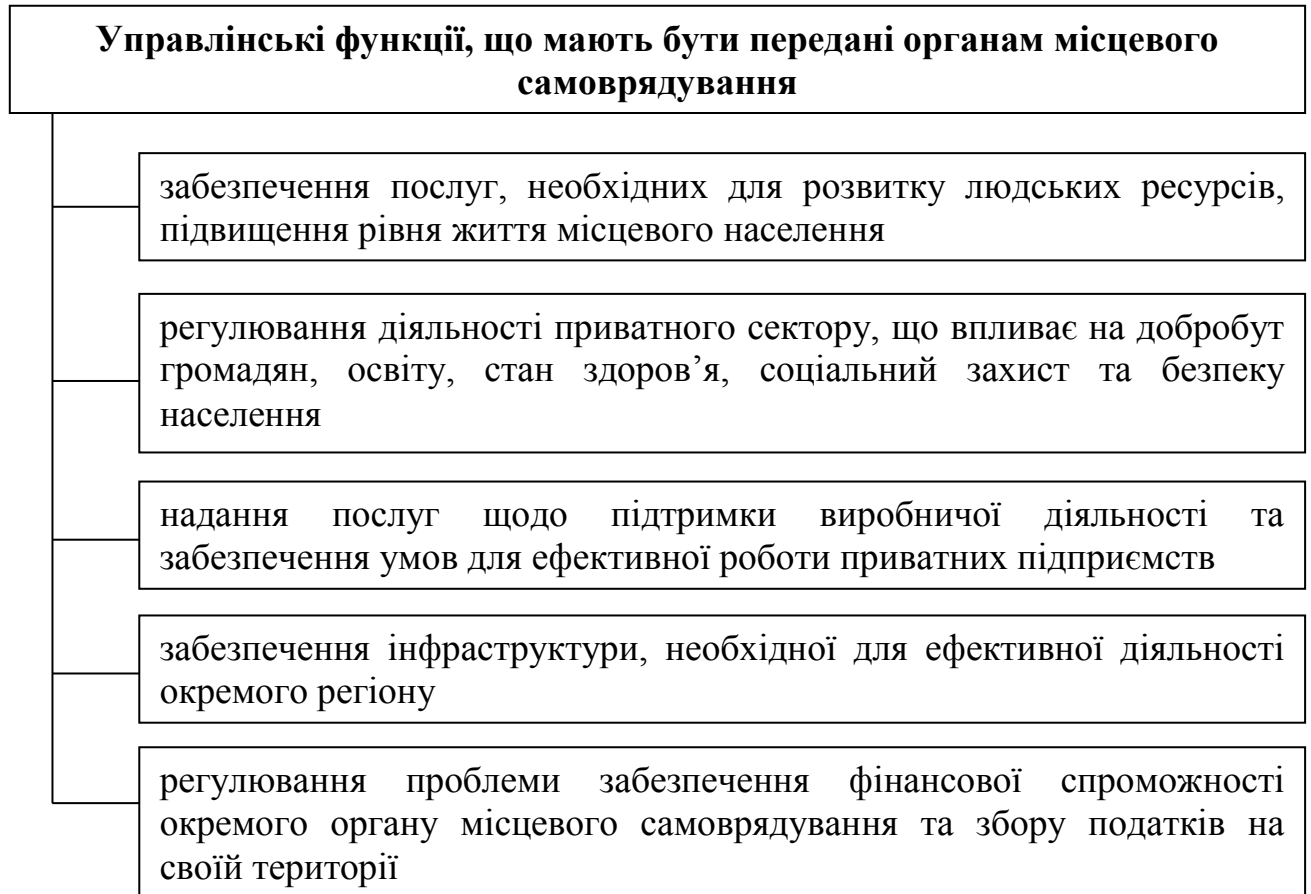 Управлінські функції, що мають бути передані органам місцевого
самоврядування
забезпечення послуг, необхідних для розвитку людських ресурсів,
підвищення рівня життя місцевого населення
регулювання діяльності приватного сектору, що впливає на добробут
громадян, освіту, стан здоров’я, соціальний захист та безпеку
населення
надання послуг щодо підтримки виробничої діяльності та
забезпечення умов для ефективної роботи приватних підприємств
забезпечення інфраструктури, необхідної для ефективної діяльності
окремого регіону
регулювання проблеми забезпечення фінансової спроможності
окремого органу місцевого самоврядування та збору податків на
своїй території